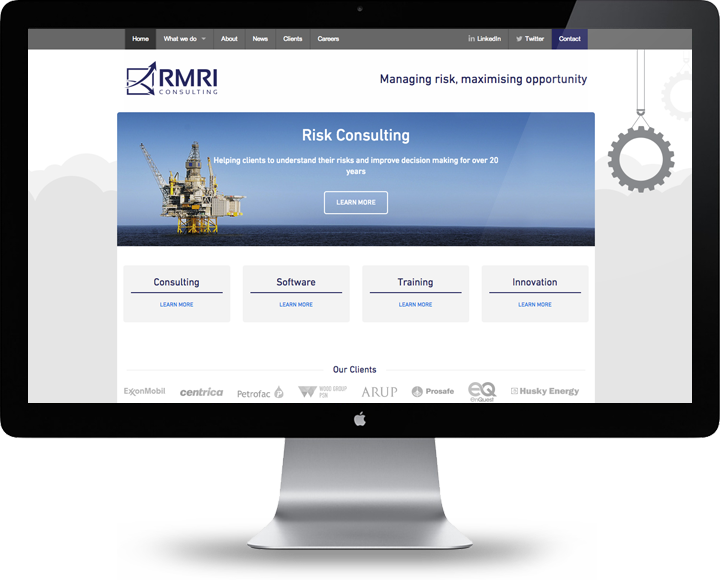 Home What we do About News Clients Careers LinkedIn Twitter Contact
RMRI
CONSULTING
Managing risk, maximising opportunity
Risk Consulting
Helping clients to understand their risks and improve decision making for over 20
years
LEARN MORE
Consulting Software Training Innovation
LEARN MORE LEARN MORE LEARN MORE LEARN MORE
Our Clients
ExxonMobil centrica Petrofac WOOD GROUP PSN ARUP Prosafe EQ EnQuest Husky Energy